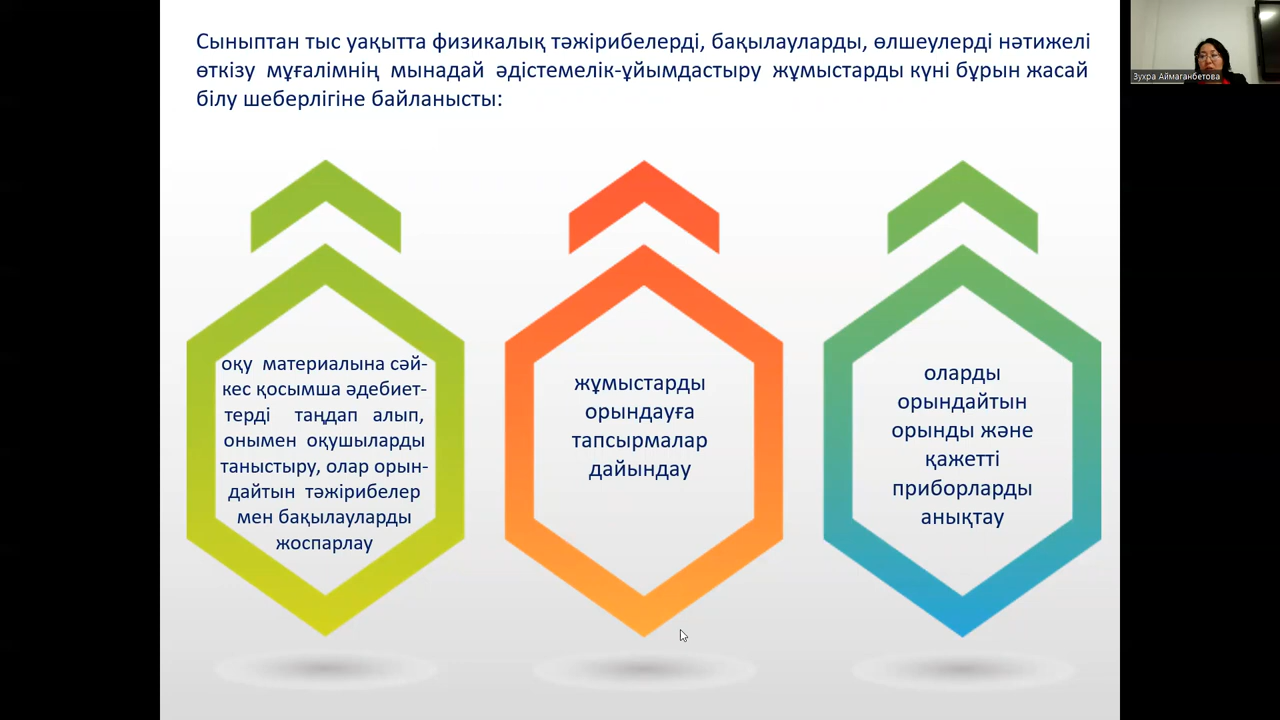 Сыныптан тыс уақытта физикалық тәжірибелерді, бақылауларды, өлшеулерді нәтижелі
өткізу мұғалімнің мынадай әдістемелік-ұйымдастыру жұмыстарды күні бұрын жасай
білу шеберлігіне байланысты:
оқу материалына сәй-
кес қосымша әдебиет-
терді таңдап алып,
онымен оқушыларды
таныстыру, олар орын-
дайтын тәжірибелер
мен бақылауларды
жоспарлау
жұмыстарды
орындауға
тапсырмалар
дайындау
оларды
орындайтын
орынды және
қажетті
приборларды
анықтау
Зухра Аймаганбетова